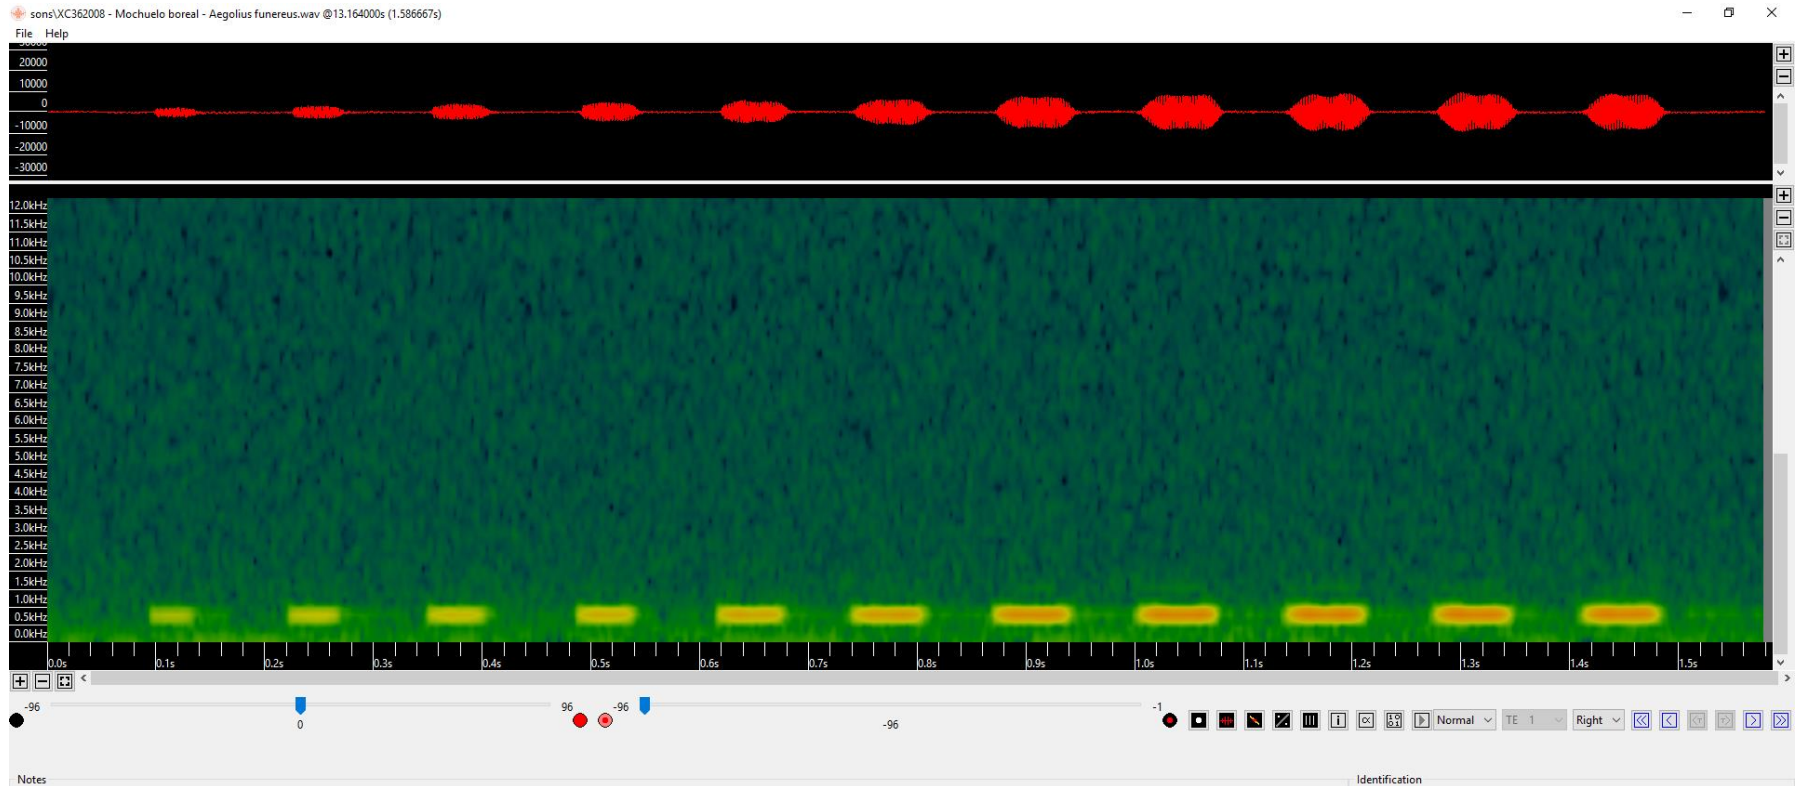 sons\XC362008 - Mochuelo boreal - Aegolius funereus.wav @13.164000s (1.586667s)
File Help
20000
10000
0
-10000
-20000
-30000
12.0kHz
11.5kHz
11.0kHz
10.5kHz
10.0kHz
9.5kHz
9.0kHz
8.5kHz
8.0kHz
7.5kHz
7.0kHz
6.5kHz
6.0kHz
5.5kHz
5.0kHz
4.5kHz
4.0kHz
3.5kHz
3.0kHz
2.5kHz
2.0kHz
1.5kHz
1.0kHz
0.5kHz
0.0kHz
0.0s 0.1s 0.2s 0.3s 0.4s 0.5s 0.6s 0.7s 0.8s 0.9s 1.0s 1.1s 1.2s 1.3s 1.4s 1.5s
-96 96 -96 -1
0 -96
Normal TE 1 Right
Notes Identification